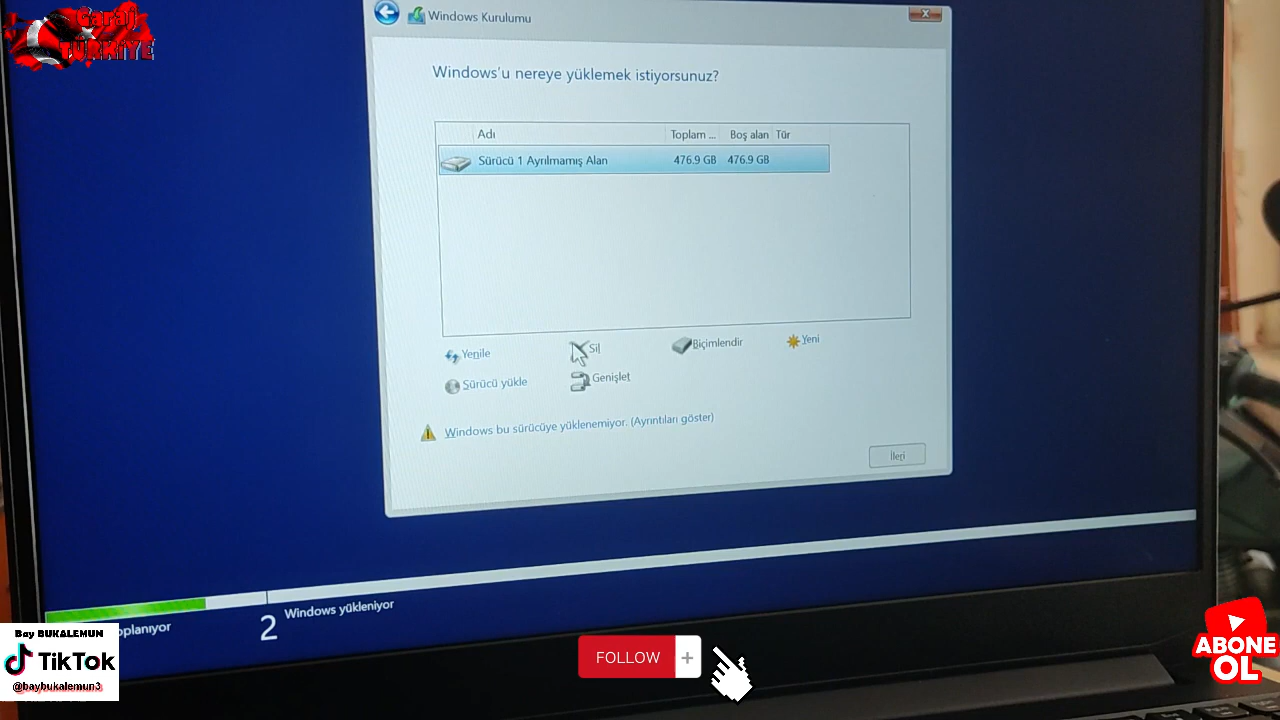 Garaj
TÜRKİYE
Windows Kurulumu
Windows'u nereye yüklemek istiyorsunuz?
Adı Toplam ... Boş alan Tür
Sürücü 1 Ayrılmamış Alan 476.9 GB 476.9 GB
Yenile Sil Biçimlendir Yeni
Sürücü yükle Genişlet
Windows bu sürücüye yüklenemiyor. (Ayrıntıları göster)
İleri
oplanıyor 2 Windows yükleniyor
Bay BUKALEMUN
TikTok
@baybukalemun3
FOLLOW +
ABONE
OL